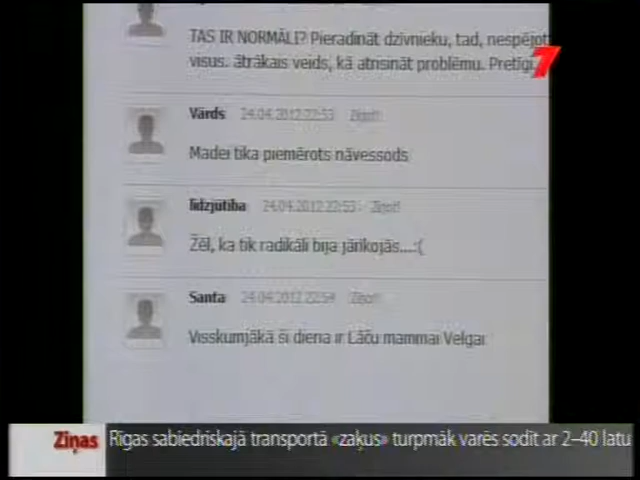 TAS IR NORMĀLI? Pieradināt dzīvnieku, tad, nespējot
visus. ātrākais veids, kā atrisināt problēmu. Pretīgi
7
Vārds 24.04.2012 22:53 Ziņot!
Madei tika piemērots nāvessods
līdzjūtība 24.04.2012 22:53 Ziņot!
Žēl, ka tik radikāli bija jārīkojās....:(
Santa 24.04.2012 22:54 Ziņot!
Visskumjākā šī diena ir Lāču mammai Velgai
Ziņas Rīgas sabiedriskajā transportā «zaķus» turpmāk varēs sodīt ar 2–40 latu